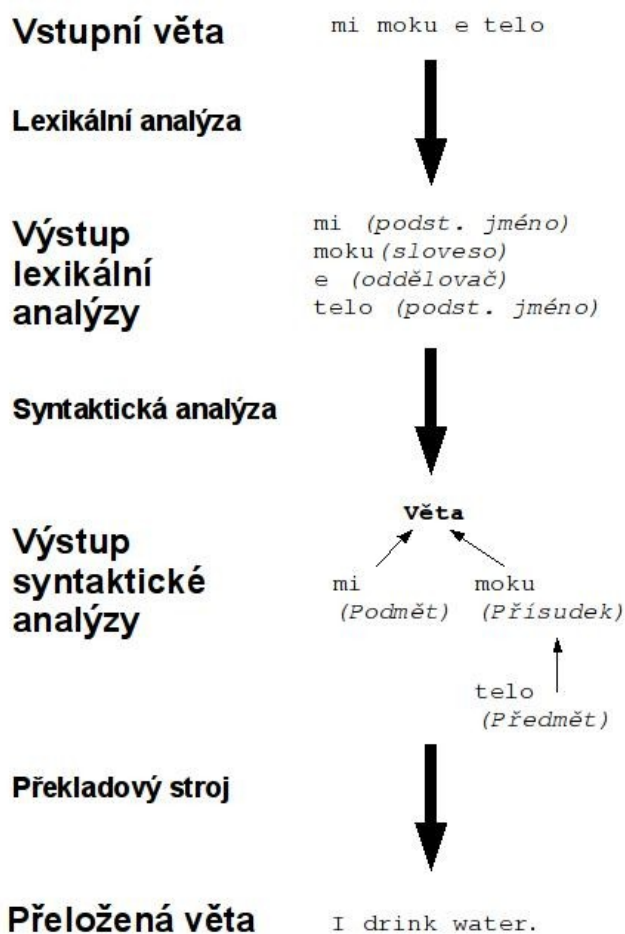 Vstupní věta
mi moku e telo
Lexikální analýza
Výstup
lexikální
analýzy
mi (podst. jméno)
moku (sloveso)
e (oddělovač)
telo (podst. jméno)
Syntaktická analýza
Výstup
syntaktické
analýzy
Věta
mi moku
(Podmět) (Přísudek)
telo
(Předmět)
Překladový stroj
Přeložená věta
I drink water.